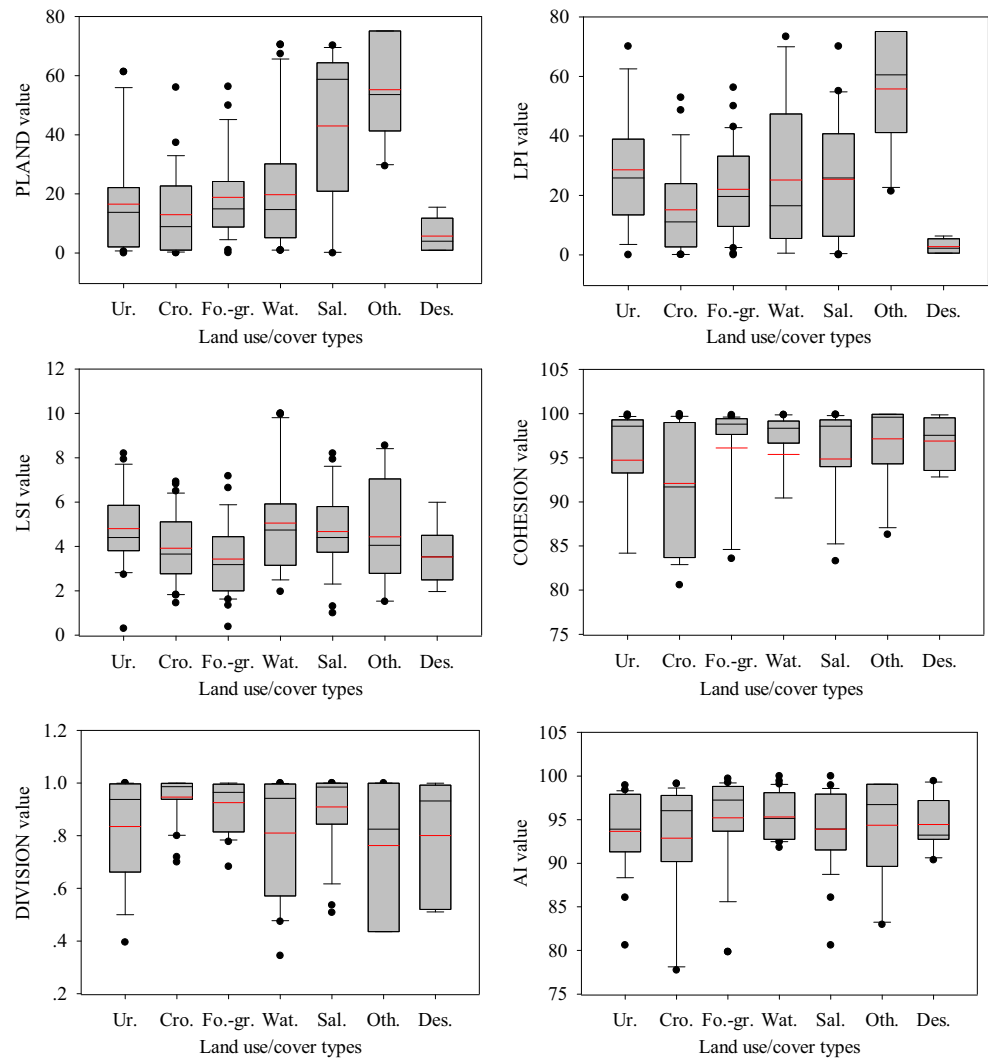 80
60
40
20
0
PLAND value
Ur. Cro. Fo.-gr. Wat. Sal. Oth. Des.
Land use/cover types
80
60
40
20
0
LPI value
Ur. Cro. Fo.-gr. Wat. Sal. Oth. Des.
Land use/cover types
12
10
8
6
4
2
0
LSI value
Ur. Cro. Fo.-gr. Wat. Sal. Oth. Des.
Land use/cover types
105
100
95
90
85
80
75
COHESION value
Ur. Cro. Fo.-gr. Wat. Sal. Oth. Des.
Land use/cover types
1.2
1.0
.8
.6
.4
.2
DIVISION value
Ur. Cro. Fo.-gr. Wat. Sal. Oth. Des.
Land use/cover types
105
100
95
90
85
80
75
AI value
Ur. Cro. Fo.-gr. Wat. Sal. Oth. Des.
Land use/cover types